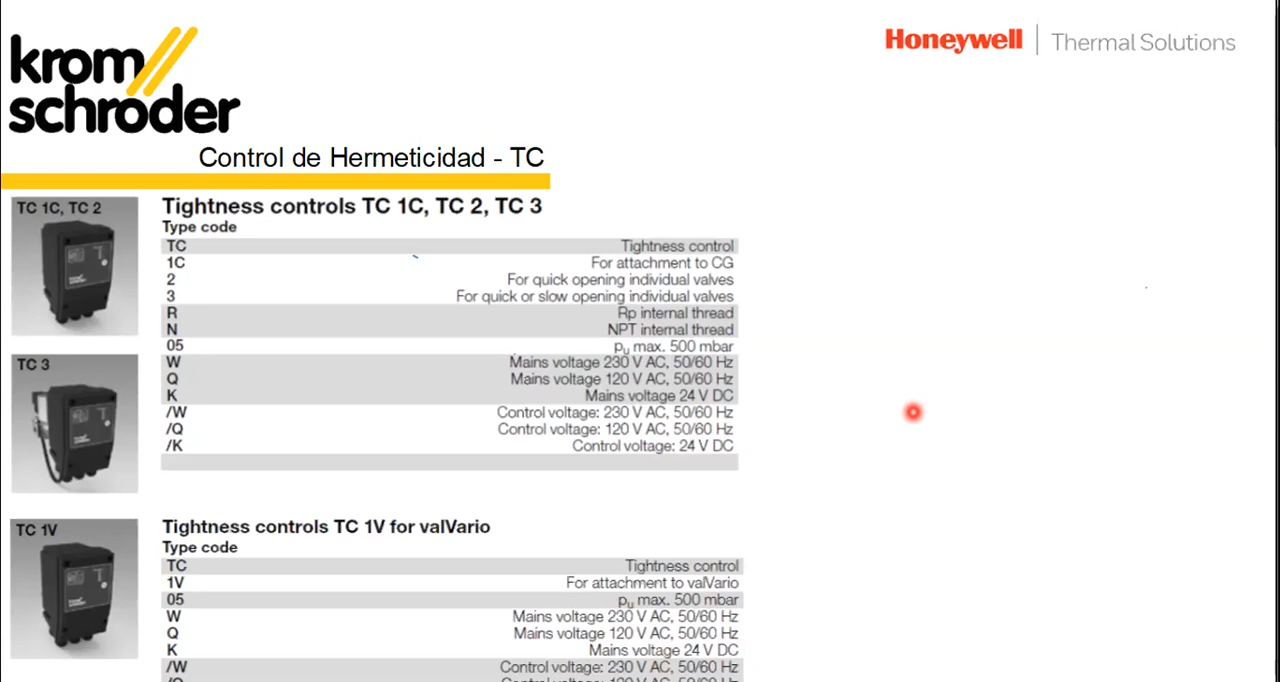 krom//
schröder
Honeywell | Thermal Solutions
Control de Hermeticidad - TC
TC 1C, TC 2
Tightness controls TC 1C, TC 2, TC 3
Type code
TC Tightness control
1C For attachment to CG
2 For quick opening individual valves
3 For quick or slow opening individual valves
R Rp internal thread
N NPT internal thread
05 pu max. 500 mbar
W Mains voltage 230 V AC, 50/60 Hz
Q Mains voltage 120 V AC, 50/60 Hz
K Mains voltage 24 V DC
/W Control voltage: 230 V AC, 50/60 Hz
/Q Control voltage: 120 V AC, 50/60 Hz
/K Control voltage: 24 V DC
TC 3
TC 1V
Tightness controls TC 1V for valVario
Type code
TC Tightness control
1V For attachment to valVario
05 pu max. 500 mbar
W Mains voltage 230 V AC, 50/60 Hz
Q Mains voltage 120 V AC, 50/60 Hz
K Mains voltage 24 V DC
/W Control voltage: 230 V AC, 50/60 Hz